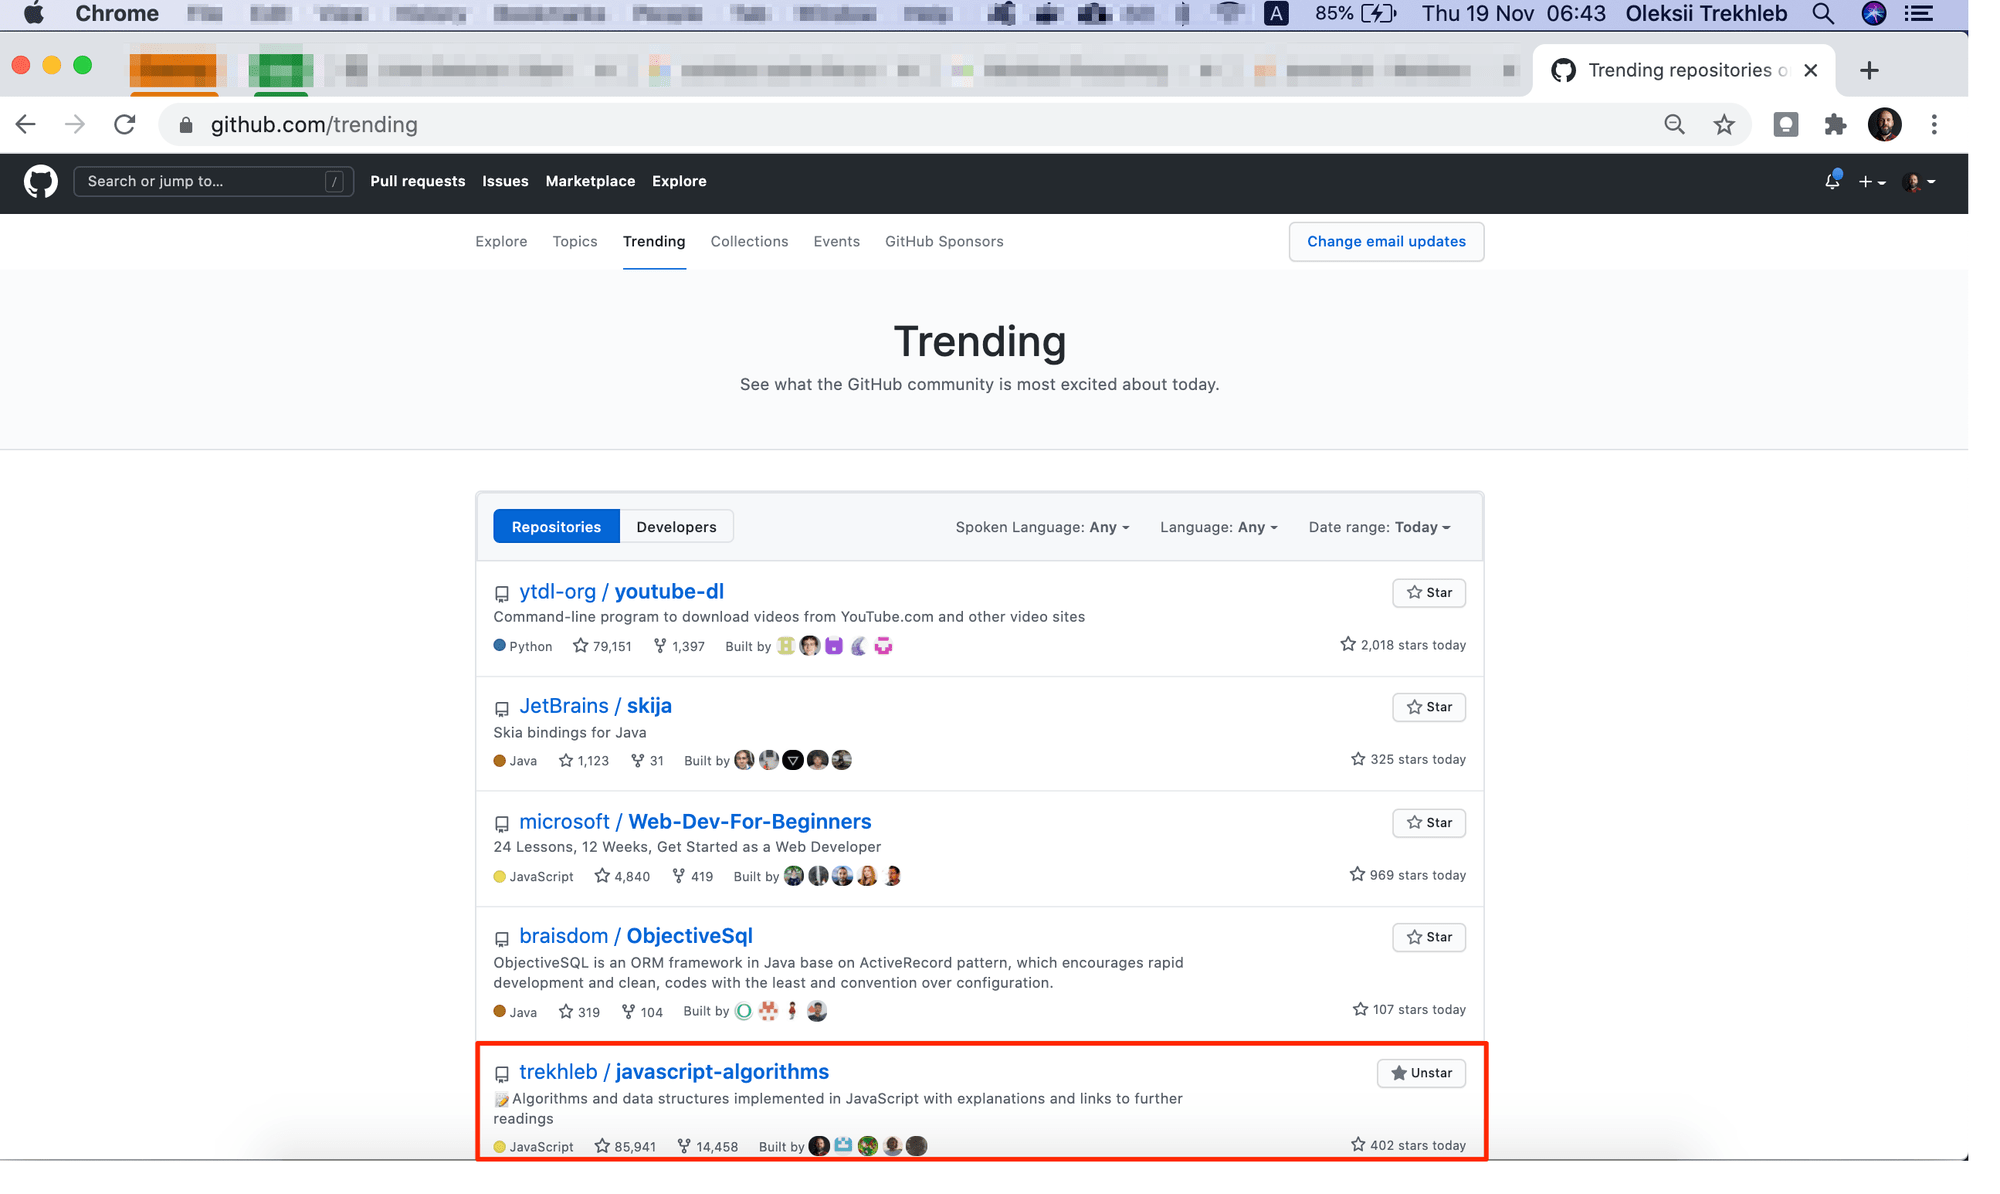 Chrome
A 85% Thu 19 Nov 06:43 Oleksii Trekhleb
Trending repositories o
github.com/trending
Search or jump to… / Pull requests Issues Marketplace Explore
Explore Topics Trending Collections Events GitHub Sponsors Change email updates
Trending
See what the GitHub community is most excited about today.
Repositories Developers Spoken Language: Any Language: Any Date range: Today
ytdl-org / youtube-dl Star
Command-line program to download videos from YouTube.com and other video sites
Python 79,151 1,397 Built by 2,018 stars today
JetBrains / skija Star
Skia bindings for Java
Java 1,123 31 Built by 325 stars today
microsoft / Web-Dev-For-Beginners Star
24 Lessons, 12 Weeks, Get Started as a Web Developer
JavaScript 4,840 419 Built by 969 stars today
braisdom / ObjectiveSql Star
ObjectiveSQL is an ORM framework in Java base on ActiveRecord pattern, which encourages rapid
development and clean, codes with the least and convention over configuration.
Java 319 104 Built by 107 stars today
trekhleb / javascript-algorithms Unstar
📝 Algorithms and data structures implemented in JavaScript with explanations and links to further
readings
JavaScript 85,941 14,458 Built by 402 stars today